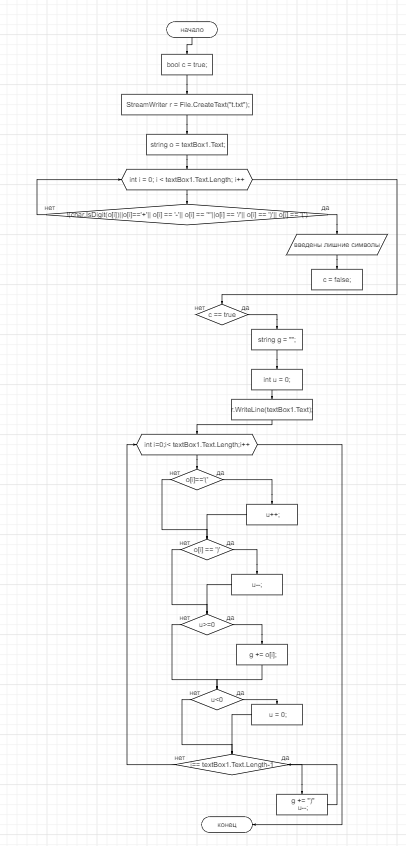 начало
bool c = true;
StreamWriter r = File.CreateText("t.txt");
string o = textBox1.Text;
int i = 0; i < textBox1.Text.Length; i++
нет
да
!(char.IsDigit(o[i])||o[i]=='+'|| o[i] == '-'|| o[i] == '*'||o[i] == '/'|| o[i] == ')'|| o[i] == '(')
введены лишние символы
c = false;
нет
да
c == true
string g = "";
int u = 0;
r.WriteLine(textBox1.Text);
int i=0;i< textBox1.Text.Length;i++
нет
да
o[i]=='('
u++;
нет
да
o[i] == ')'
u--;
нет
да
u>=0
g += o[i];
нет
да
u<0
u = 0;
нет
да
i== textBox1.Text.Length-1
g += ")"
u--;
конец